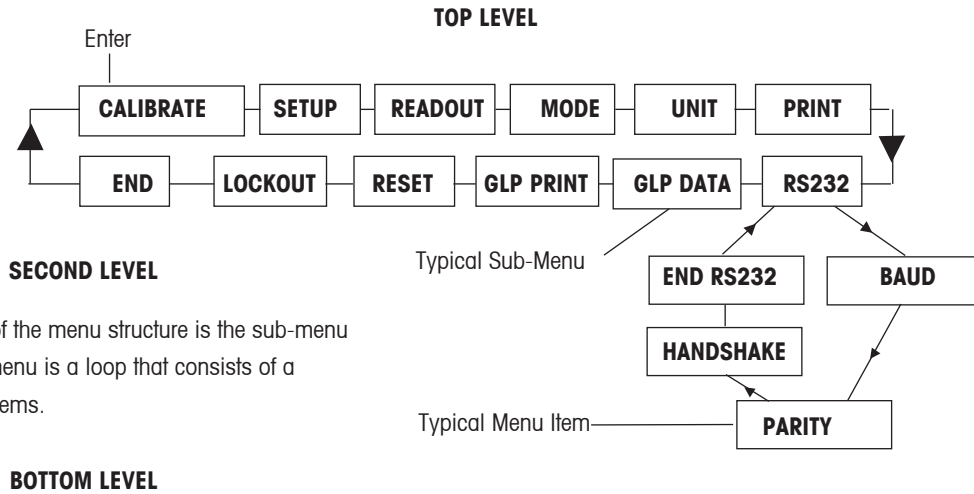 TOP LEVEL
Enter
CALIBRATE SETUP READOUT MODE UNIT PRINT
END LOCKOUT RESET GLP PRINT GLP DATA RS232
Typical Sub-Menu
SECOND LEVEL
END RS232 BAUD
of the menu structure is the sub-menu
menu is a loop that consists of a
HANDSHAKE
Typical Menu Item
PARITY
BOTTOM LEVEL